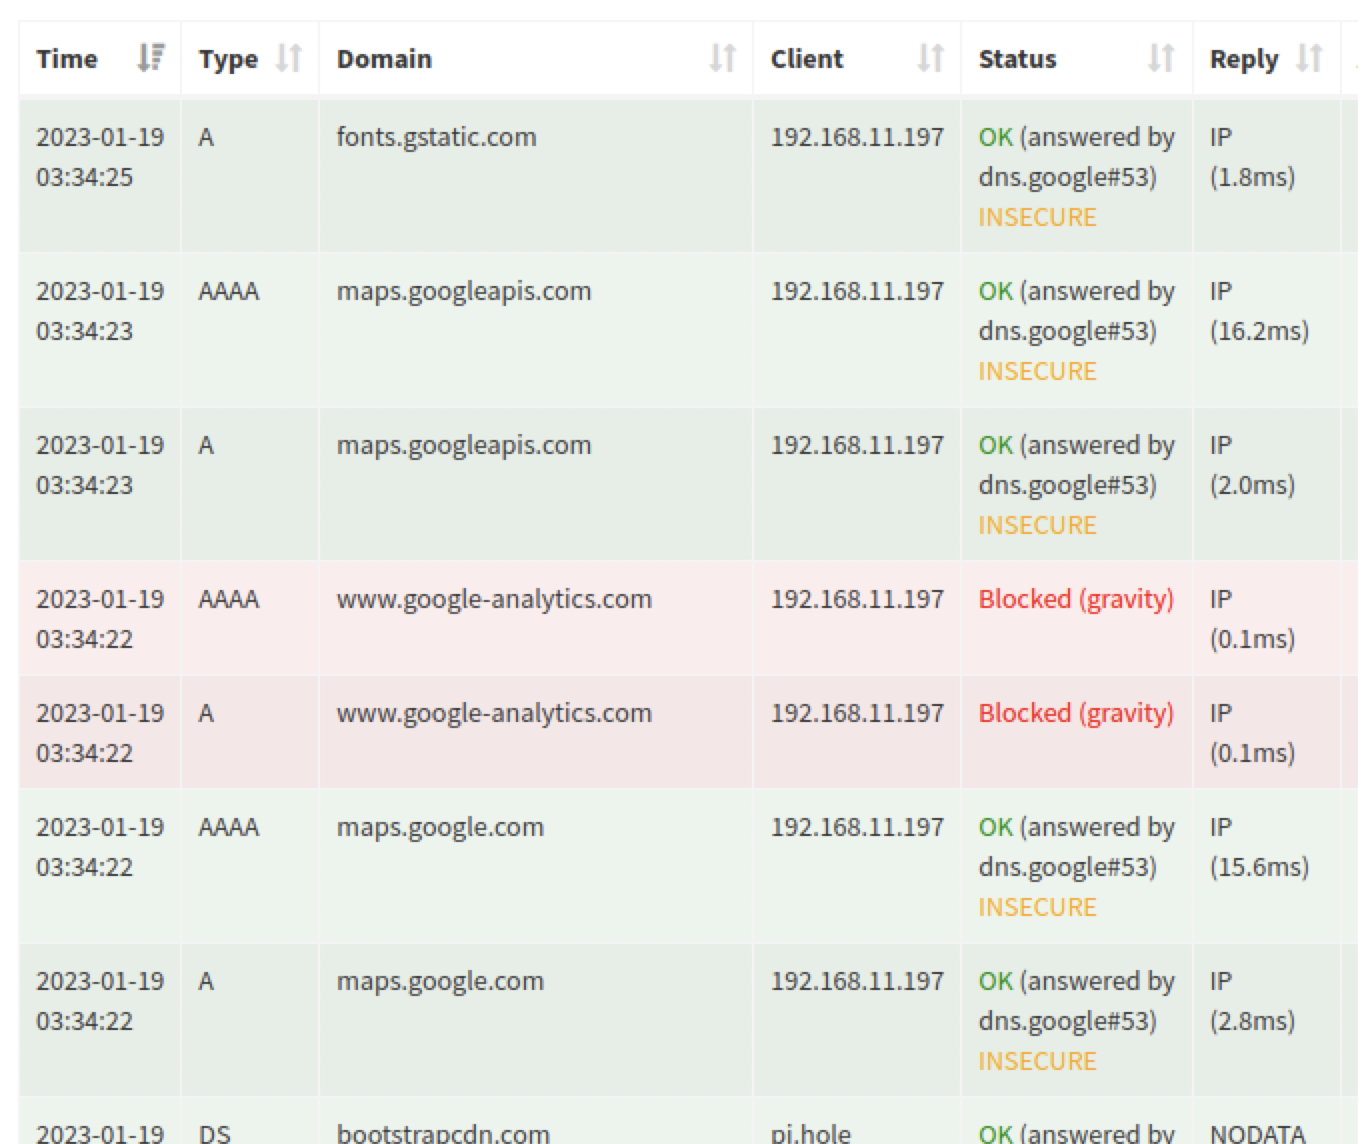 Time Type Domain Client Status Reply
2023-01-19 A fonts.gstatic.com 192.168.11.197 OK (answered by IP
03:34:25 dns.google#53) (1.8ms)
INSECURE
2023-01-19 AAAA maps.googleapis.com 192.168.11.197 OK (answered by IP
03:34:23 dns.google#53) (16.2ms)
INSECURE
2023-01-19 A maps.googleapis.com 192.168.11.197 OK (answered by IP
03:34:23 dns.google#53) (2.0ms)
INSECURE
2023-01-19 AAAA www.google-analytics.com 192.168.11.197 Blocked (gravity) IP
03:34:22 (0.1ms)
2023-01-19 A www.google-analytics.com 192.168.11.197 Blocked (gravity) IP
03:34:22 (0.1ms)
2023-01-19 AAAA maps.google.com 192.168.11.197 OK (answered by IP
03:34:22 dns.google#53) (15.6ms)
INSECURE
2023-01-19 A maps.google.com 192.168.11.197 OK (answered by IP
03:34:22 dns.google#53) (2.8ms)
INSECURE
2023-01-19 DS bootstrapcdn.com pi.hole OK (answered by NODATA